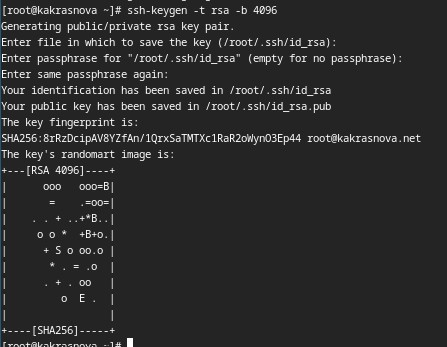 [root@kakrasnova ~]# ssh-keygen -t rsa -b 4096
Generating public/private rsa key pair.
Enter file in which to save the key (/root/.ssh/id_rsa):
Enter passphrase for "/root/.ssh/id_rsa" (empty for no passphrase):
Enter same passphrase again:
Your identification has been saved in /root/.ssh/id_rsa
Your public key has been saved in /root/.ssh/id_rsa.pub
The key fingerprint is:
SHA256:8rRzDcipAV8YZfAn/1QrxSaTMTXc1RaR2oWynO3Ep44 root@kakrasnova.net
The key's randomart image is:
+---[RSA 4096]----+
|      ooo   ooo=B|
|       =    .=oo=|
|    . . + ..+*B..|
|     o o *  +B+o.|
|      + S o oo.o |
|       * . = .o  |
|      . + . oo   |
|         o  E .  |
|                 |
+----[SHA256]-----+
[root@kakrasnova ~]#